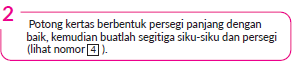 2
Potong kertas berbentuk persegi panjang dengan
baik, kemudian buatlah segitiga siku-siku dan persegi
(lihat nomor 4 ).